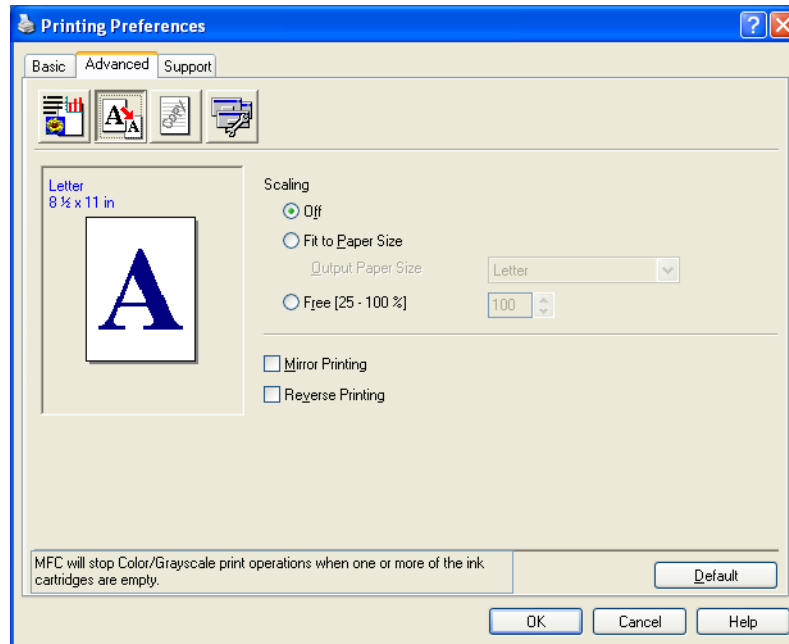 Printing Preferences
Basic Advanced Support
A A Copy
Letter
8 ½ x 11 in
A
Scaling
Off
Fit to Paper Size
Output Paper Size Letter
Free [25 - 100 %] 100
Mirror Printing
Reverse Printing
MFC will stop Color/Grayscale print operations when one or more of the ink
cartridges are empty.
Default
OK Cancel Help